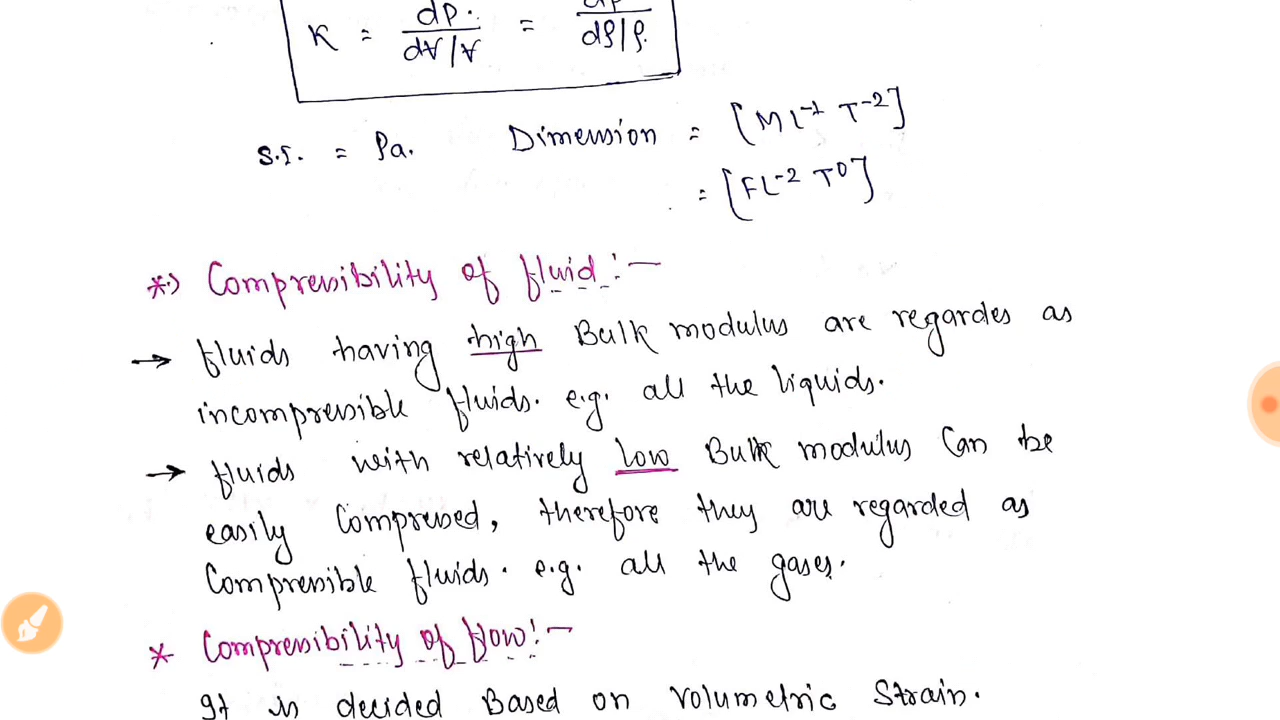 K = dP/d∀/∀ = dP/dρ/ρ.
S.I. = Pa. Dimension = [M L⁻¹ T⁻²]
= [F L⁻² T⁰]
*⇒ Compressibility of fluid:-
→ fluids having high Bulk modulus are regardes as
incompressible fluids. e.g. all the liquids.
→ fluids with relatively low Bulk modulus Can be
easily Compressed, therefore they are regarded as
Compressible fluids. e.g. all the gases.
* Compressibility of flow:-
It is decided Based on volumetric Strain.